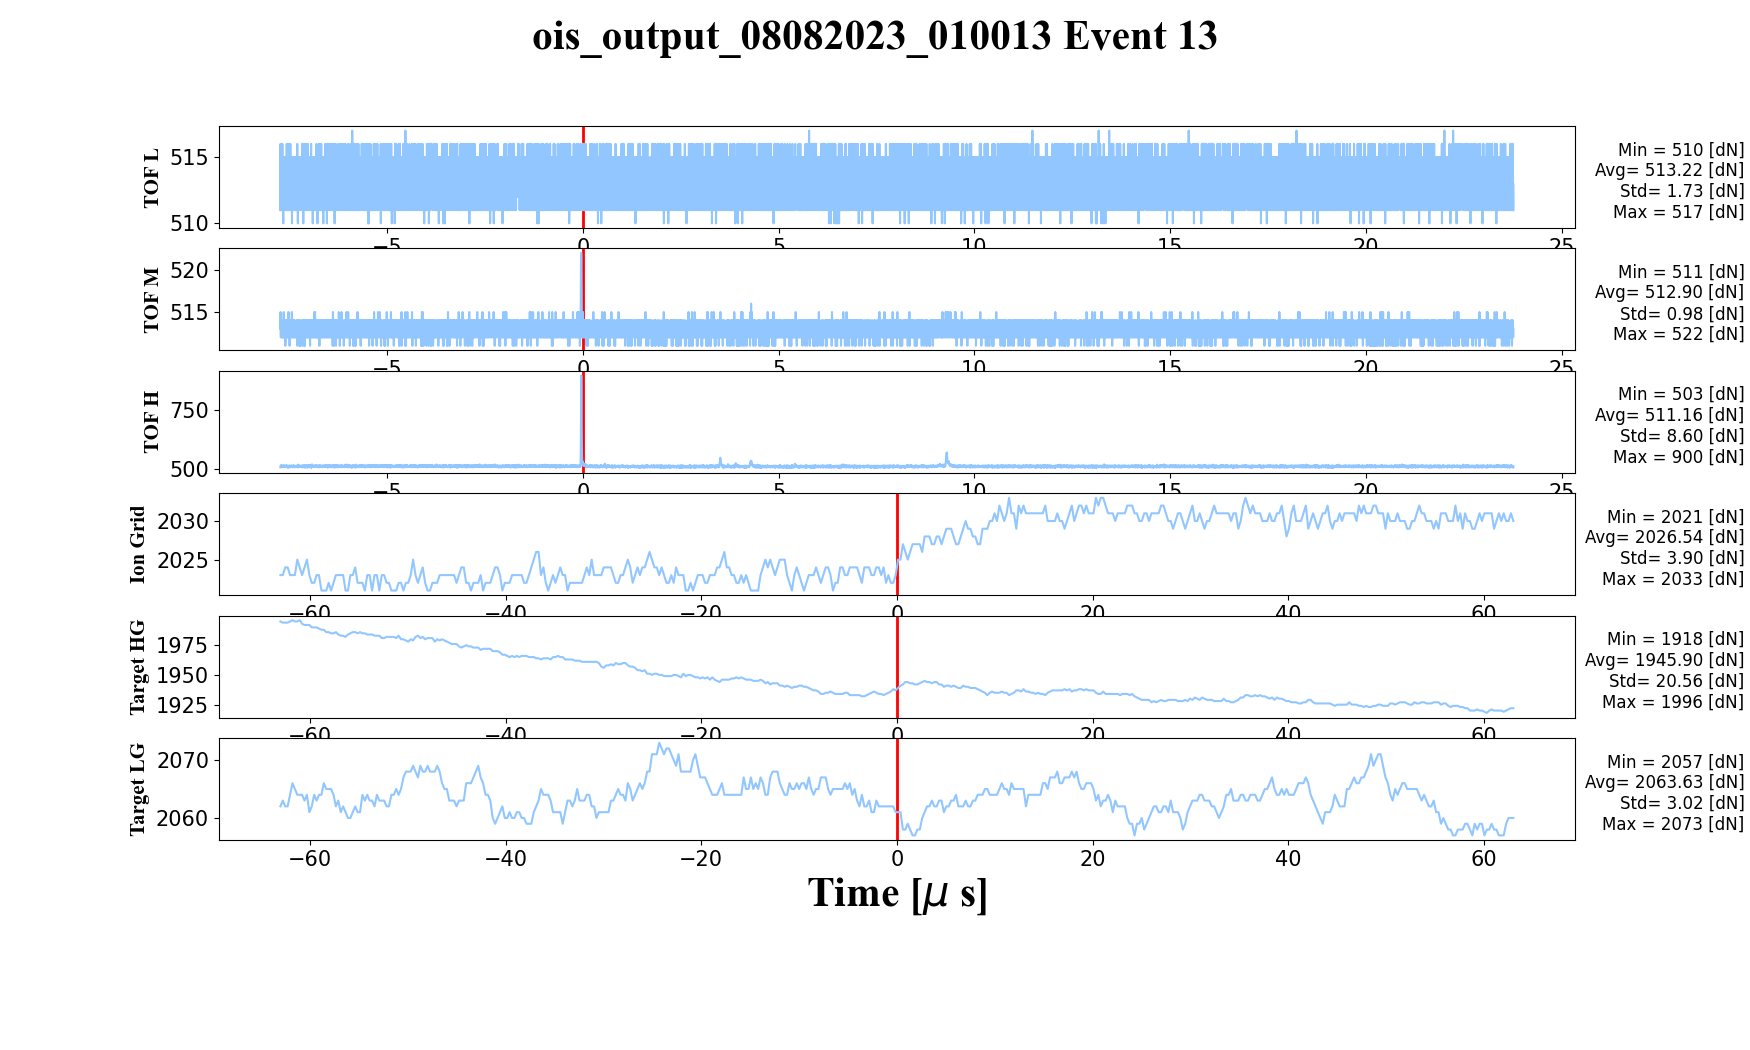 ois_output_08082023_010013 Event 13
TOF L
515
510
−5 0 5 10 15 20 25
Min = 510 [dN]
Avg= 513.22 [dN]
Std= 1.73 [dN]
Max = 517 [dN]
TOF M
520
515
−5 0 5 10 15 20 25
Min = 511 [dN]
Avg= 512.90 [dN]
Std= 0.98 [dN]
Max = 522 [dN]
TOF H
750
500
−5 0 5 10 15 20 25
Min = 503 [dN]
Avg= 511.16 [dN]
Std= 8.60 [dN]
Max = 900 [dN]
Ion Grid
2030
2025
−60 −40 −20 0 20 40 60
Min = 2021 [dN]
Avg= 2026.54 [dN]
Std= 3.90 [dN]
Max = 2033 [dN]
Target HG
1975
1950
1925
−60 −40 −20 0 20 40 60
Min = 1918 [dN]
Avg= 1945.90 [dN]
Std= 20.56 [dN]
Max = 1996 [dN]
Target LG
2070
2060
−60 −40 −20 0 20 40 60
Min = 2057 [dN]
Avg= 2063.63 [dN]
Std= 3.02 [dN]
Max = 2073 [dN]
Time [μ s]